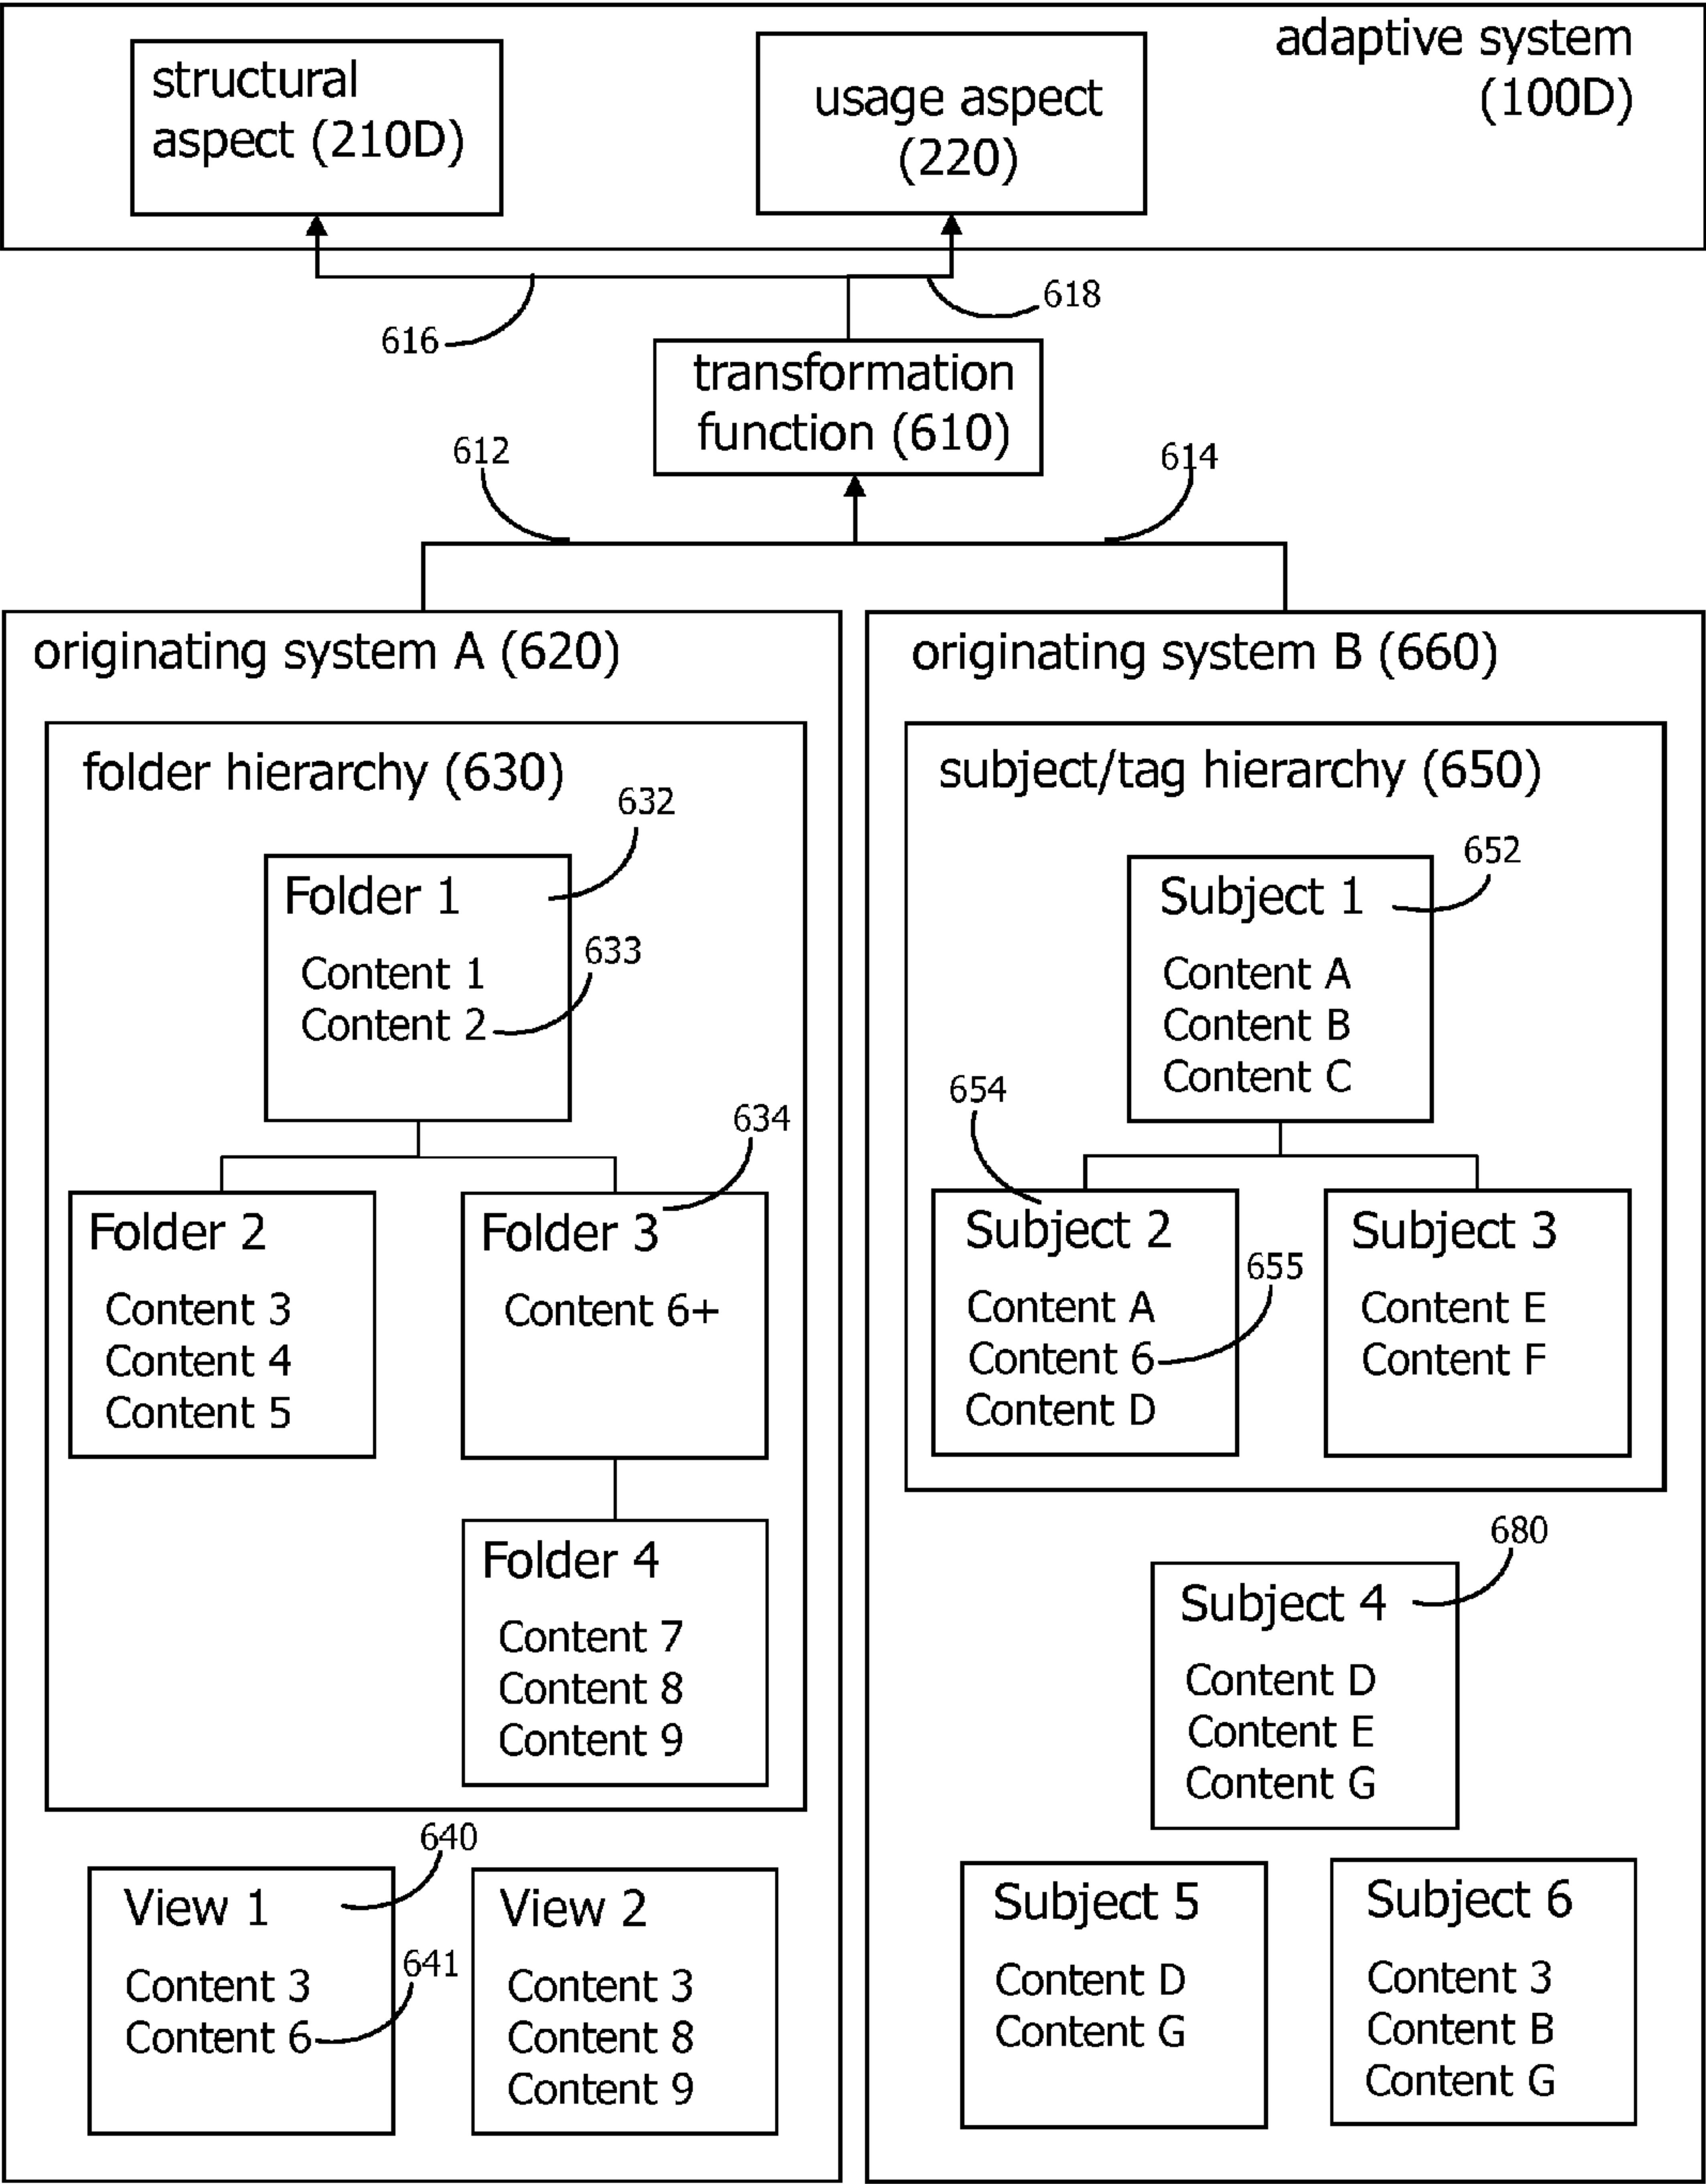 adaptive system
(100D)
structural
aspect (210D)
usage aspect
(220)
616
618
transformation
function (610)
612
614
originating system A (620)
folder hierarchy (630)
632
Folder 1
633
Content 1
Content 2
634
Folder 2
Content 3
Content 4
Content 5
Folder 3
Content 6+
Folder 4
Content 7
Content 8
Content 9
640
View 1
641
Content 3
Content 6
View 2
Content 3
Content 8
Content 9
originating system B (660)
subject/tag hierarchy (650)
652
Subject 1
Content A
Content B
Content C
654
Subject 2
655
Content A
Content 6
Content D
Subject 3
Content E
Content F
680
Subject 4
Content D
Content E
Content G
Subject 5
Content D
Content G
Subject 6
Content 3
Content B
Content G